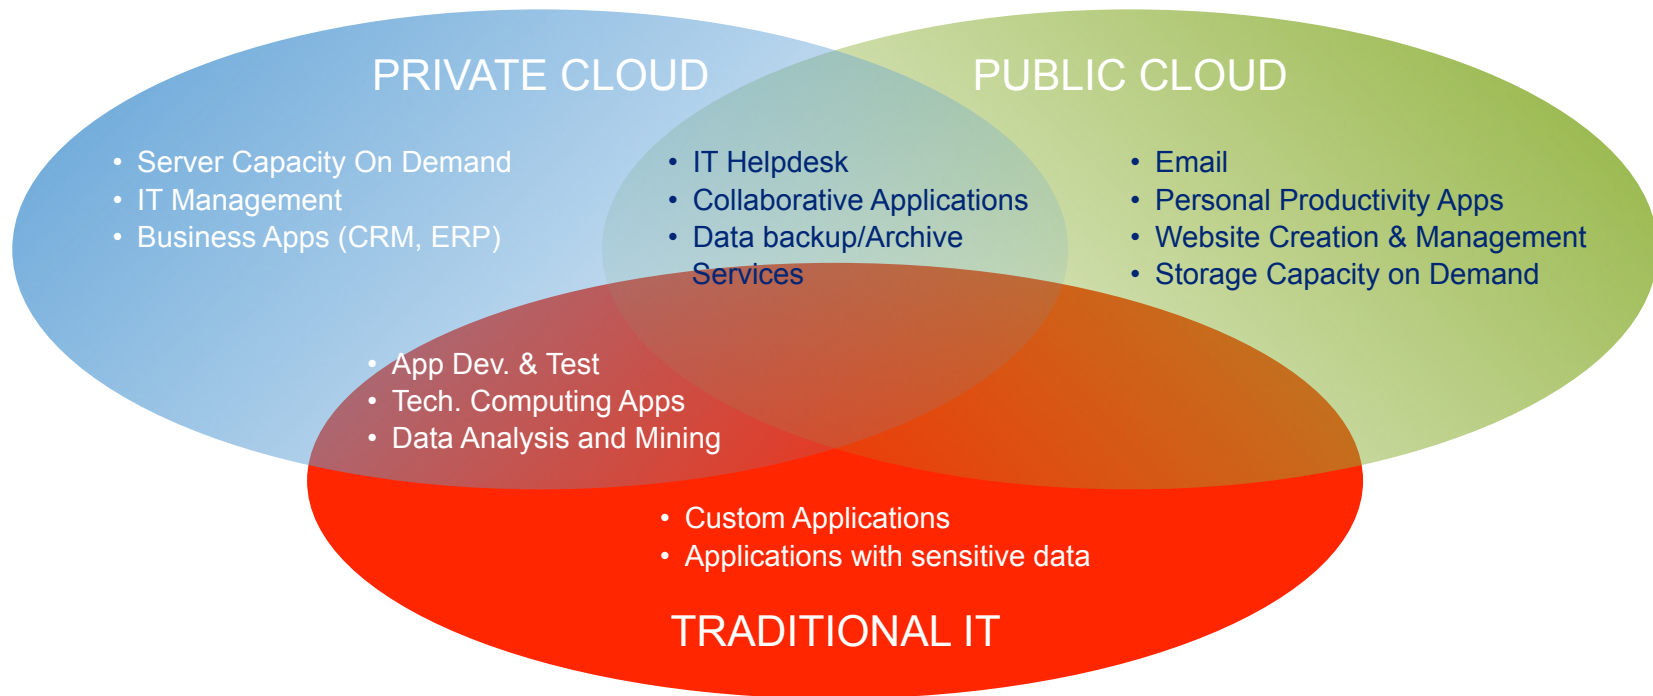 PRIVATE CLOUD
• Server Capacity On Demand
• IT Management
• Business Apps (CRM, ERP)
• IT Helpdesk
• Collaborative Applications
• Data backup/Archive
Services
PUBLIC CLOUD
• Email
• Personal Productivity Apps
• Website Creation & Management
• Storage Capacity on Demand
• App Dev. & Test
• Tech. Computing Apps
• Data Analysis and Mining
• Custom Applications
• Applications with sensitive data
TRADITIONAL IT